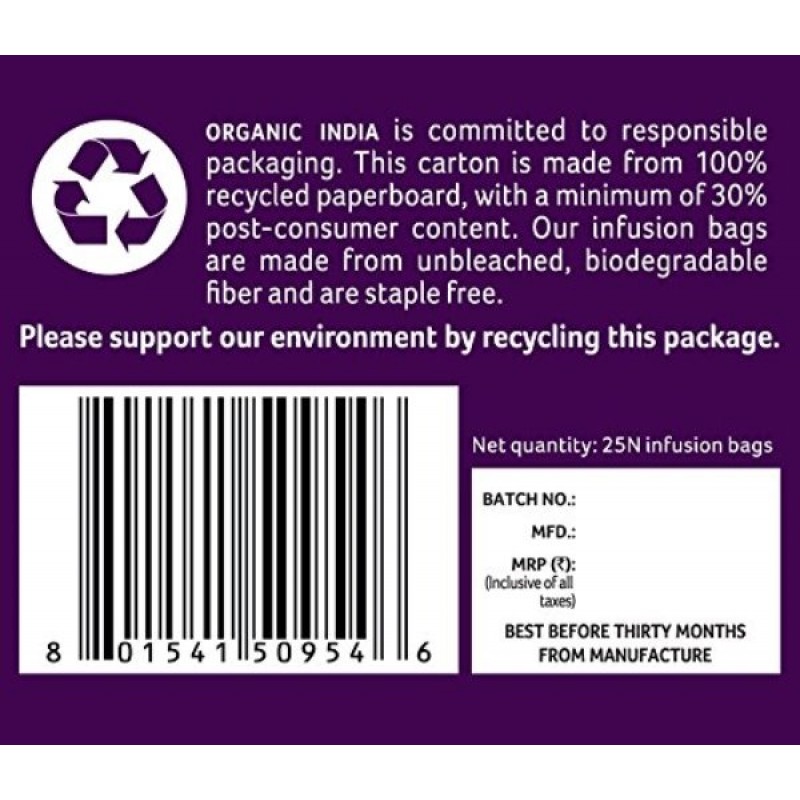 ORGANIC INDIA is committed to responsible
packaging. This carton is made from 100%
recycled paperboard, with a minimum of 30%
post-consumer content. Our infusion bags
are made from unbleached, biodegradable
fiber and are staple free.
Please support our environment by recycling this package.
Net quantity: 25N infusion bags
BATCH NO.:
MFD.:
MRP (₹):
(Inclusive of all
taxes)
BEST BEFORE THIRTY MONTHS
FROM MANUFACTURE
8 01541 50954 6